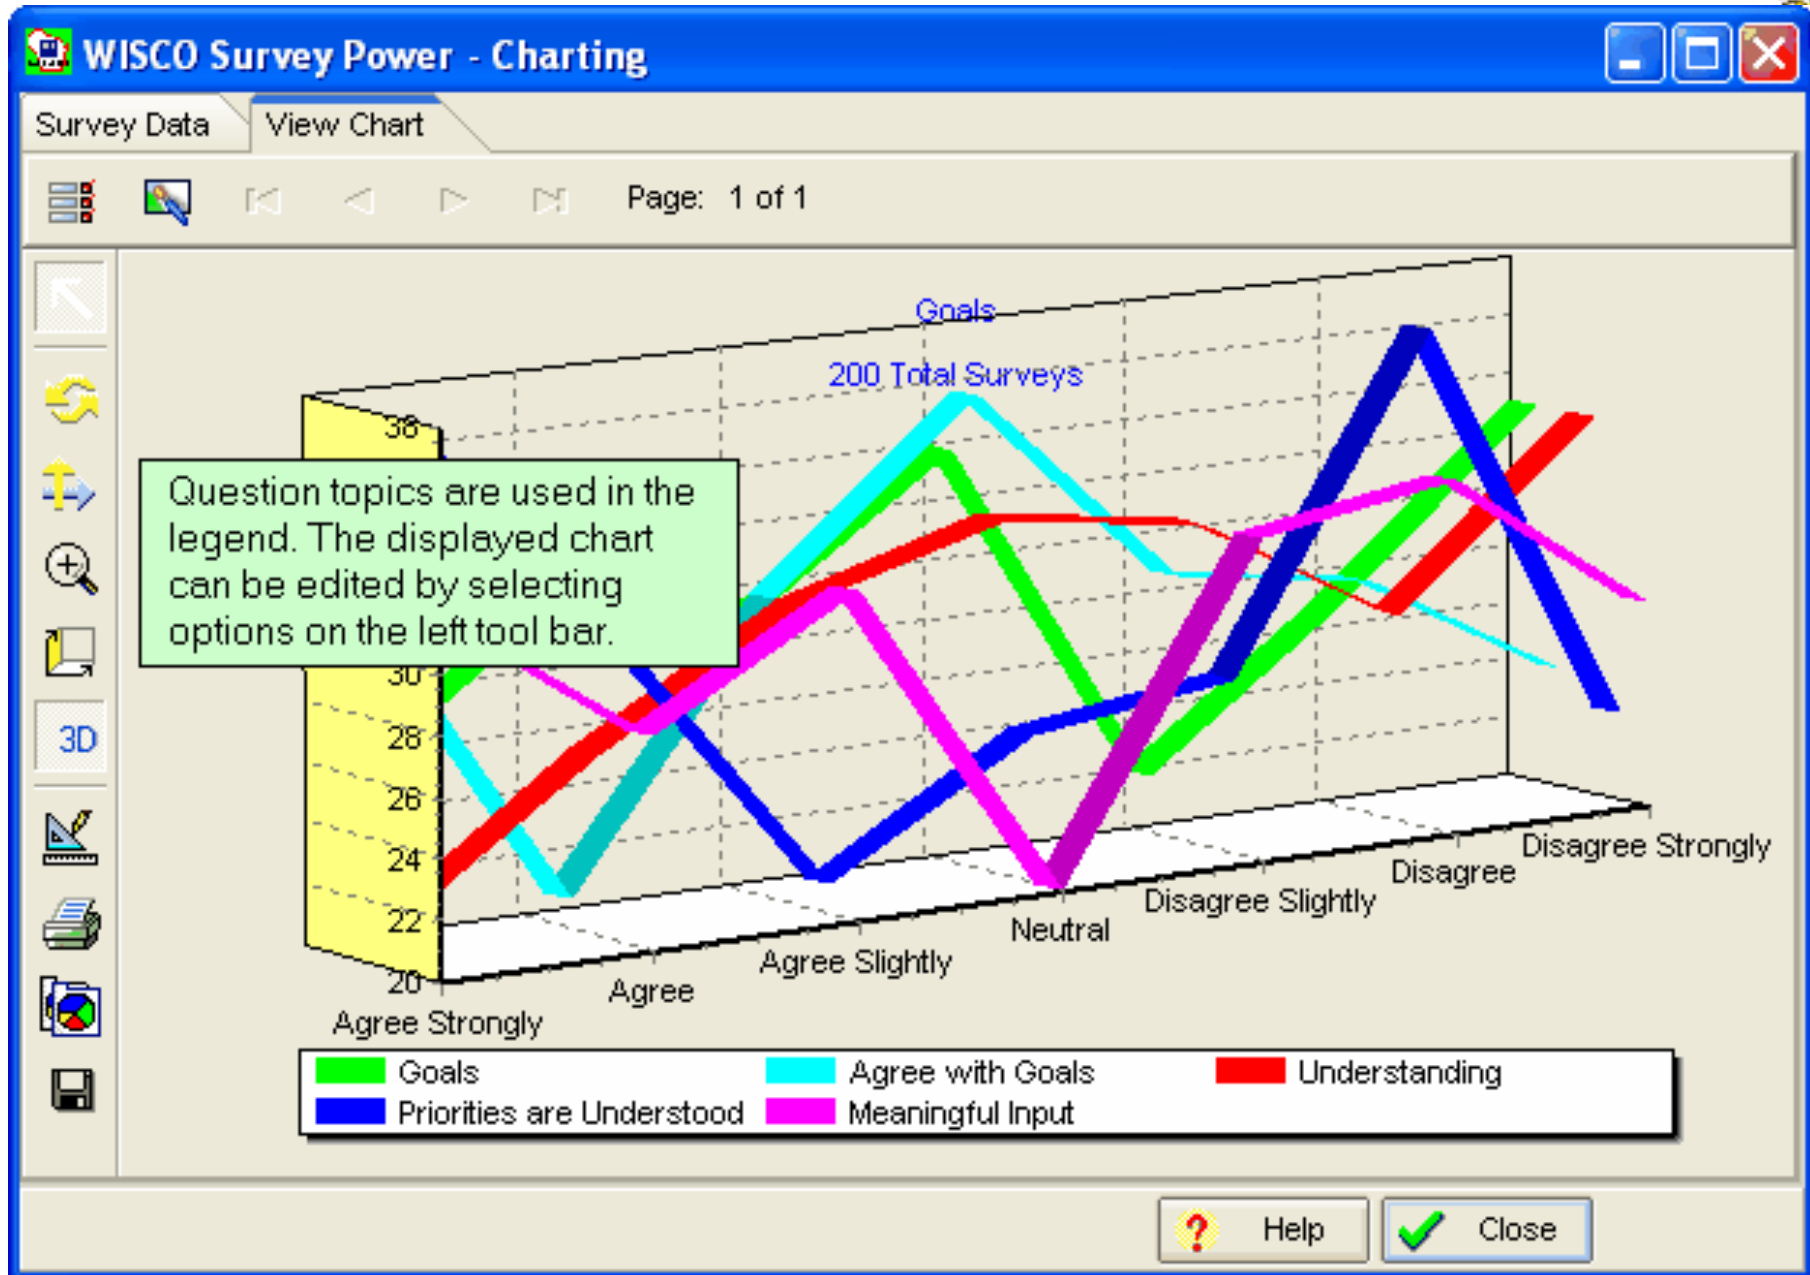 WISCO Survey Power - Charting
Survey Data
View Chart
Page: 1 of 1
Goals
200 Total Surveys
Question topics are used in the
legend. The displayed chart
can be edited by selecting
options on the left tool bar.
3D
30
28
26
24
22
20
Agree Strongly
Agree
Agree Slightly
Neutral
Disagree Slightly
Disagree
Disagree Strongly
Goals
Agree with Goals
Understanding
Priorities are Understood
Meaningful Input
Help
Close